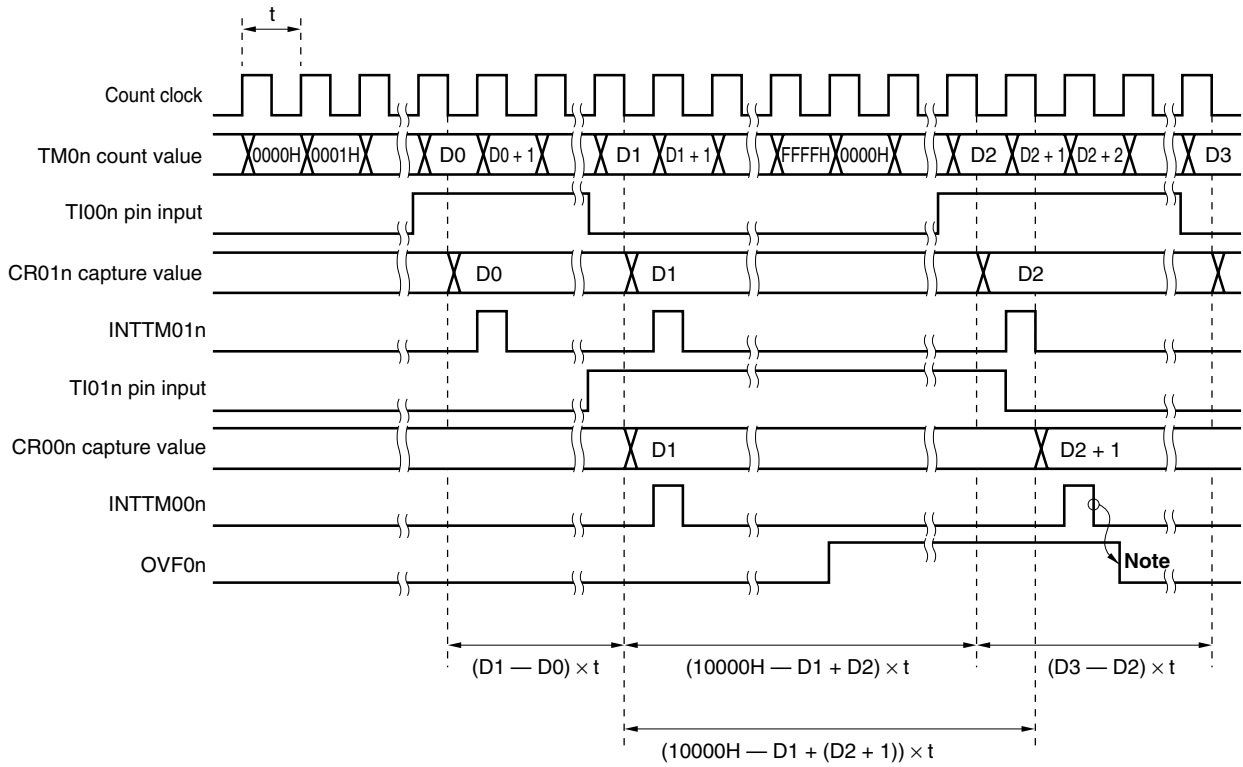 t
Count clock
TM0n count value 0000H 0001H D0 D0 + 1 D1 D1 + 1 FFFFH 0000H D2 D2 + 1 D2 + 2 D3
TI00n pin input
CR01n capture value D0 D1 D2
INTTM01n
TI01n pin input
CR00n capture value D1 D2 + 1
INTTM00n
OVF0n Note
(D1 — D0) × t (10000H — D1 + D2) × t (D3 — D2) × t
(10000H — D1 + (D2 + 1)) × t